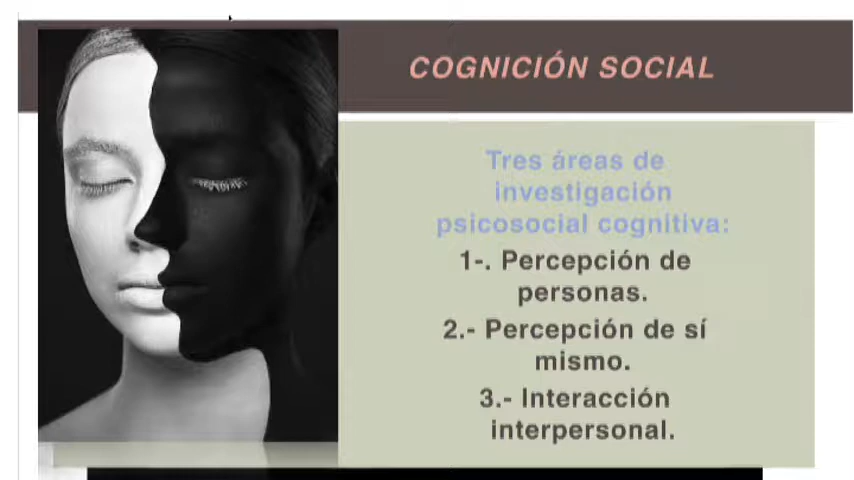 COGNICIÓN SOCIAL
Tres áreas de
investigación
psicosocial cognitiva:
1-. Percepción de
personas.
2.- Percepción de sí
mismo.
3.- Interacción
interpersonal.